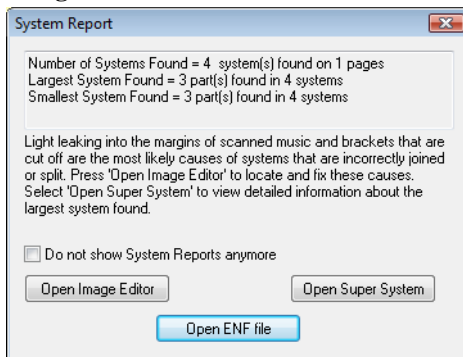 System Report
Number of Systems Found = 4 system(s) found on 1 pages
Largest System Found = 3 part(s) found in 4 systems
Smallest System Found = 3 part(s) found in 4 systems
Light leaking into the margins of scanned music and brackets that are
cut off are the most likely causes of systems that are incorrectly joined
or split. Press 'Open Image Editor' to locate and fix these causes.
Select 'Open Super System' to view detailed information about the
largest system found.
Do not show System Reports anymore
Open Image Editor
Open Super System
Open ENF file